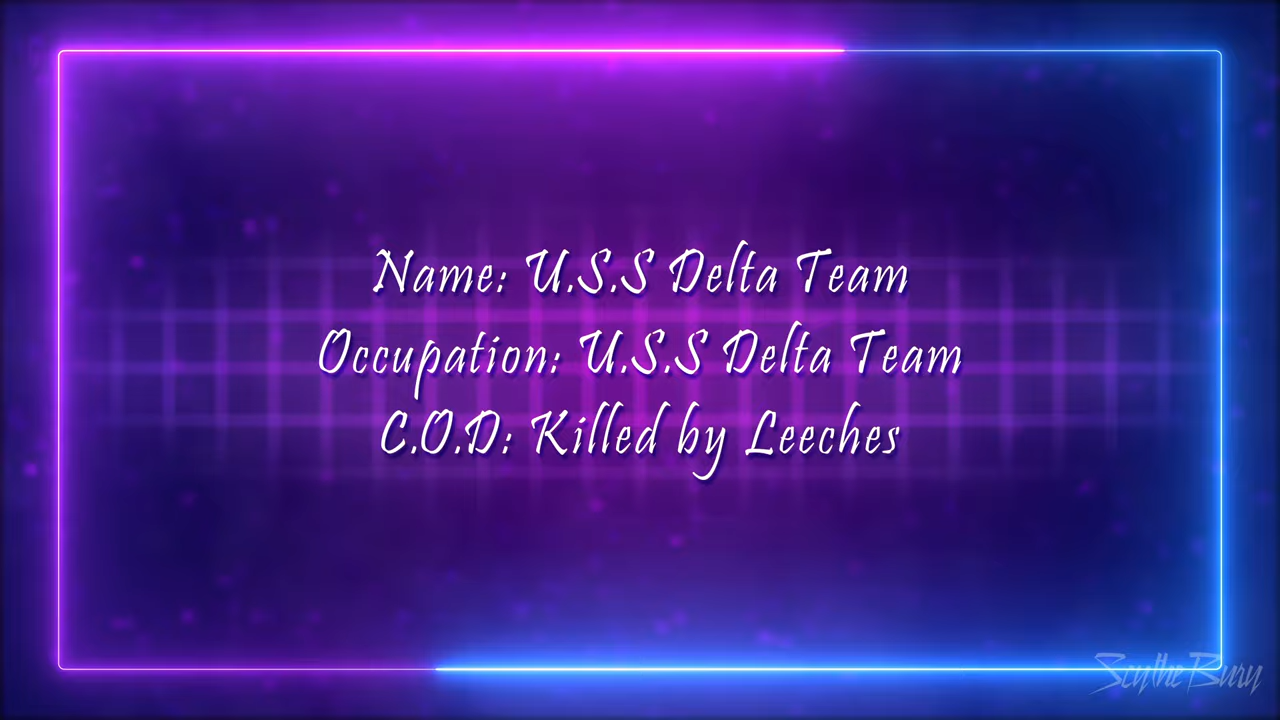 Name: U.S.S Delta Team
Occupation: U.S.S Delta Team
C.O.D: Killed by Leeches
ScytheBury